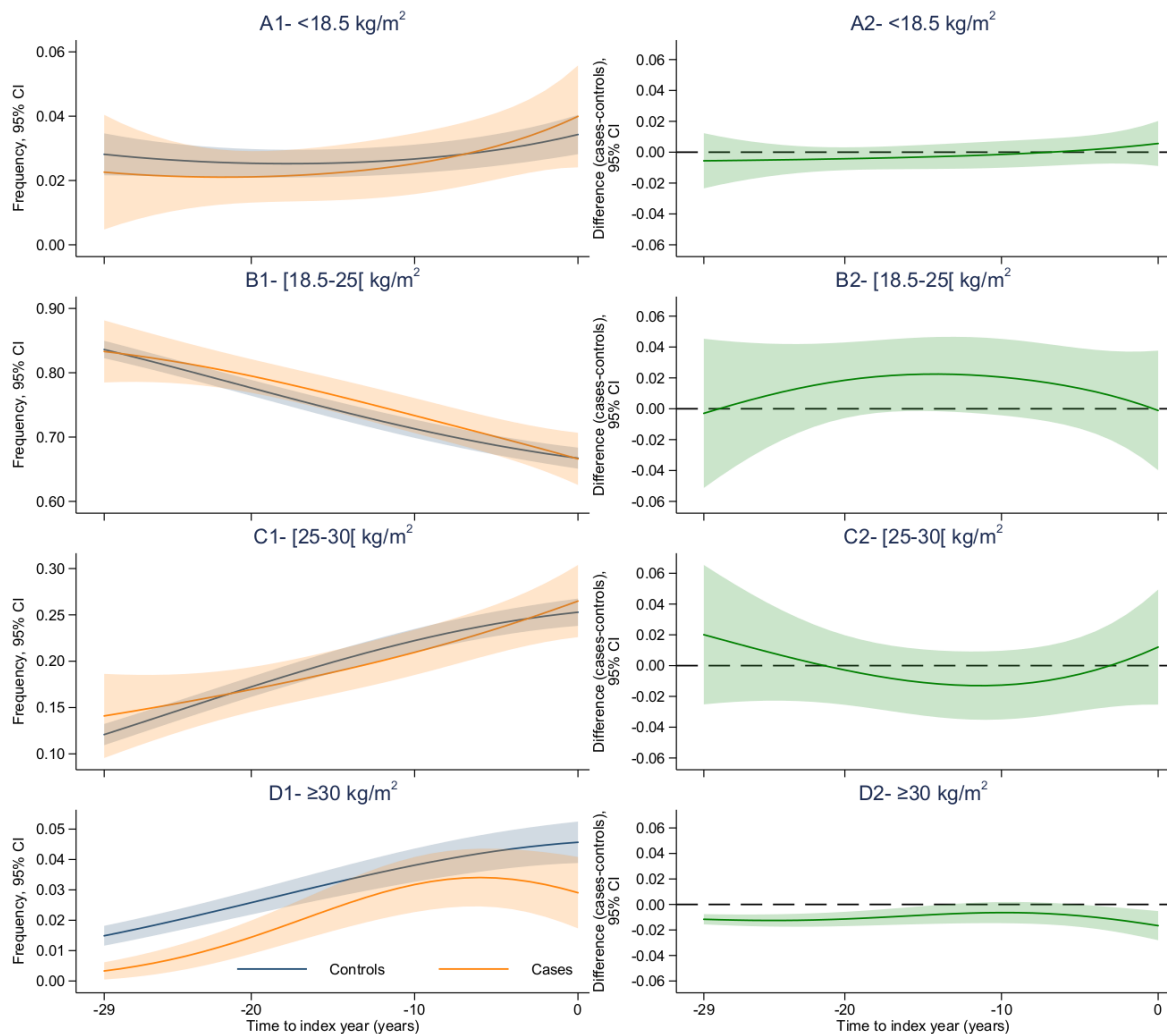 A1- <18.5 kg/m²
Frequency, 95% CI
0.06
0.04
0.02
0.00
A2- <18.5 kg/m²
Difference (cases-controls),
95% CI
0.06
0.04
0.02
0.00
-0.02
-0.04
-0.06
B1- [18.5-25[ kg/m²
Frequency, 95% CI
0.90
0.80
0.70
0.60
B2- [18.5-25[ kg/m²
Difference (cases-controls),
95% CI
0.06
0.04
0.02
0.00
-0.02
-0.04
-0.06
C1- [25-30[ kg/m²
Frequency, 95% CI
0.30
0.25
0.20
0.15
0.10
C2- [25-30[ kg/m²
Difference (cases-controls),
95% CI
0.06
0.04
0.02
0.00
-0.02
-0.04
-0.06
D1- ≥30 kg/m²
Frequency, 95% CI
0.05
0.04
0.03
0.02
0.01
0.00
Controls Cases
-29 -20 -10 0
Time to index year (years)
D2- ≥30 kg/m²
Difference (cases-controls),
95% CI
0.06
0.04
0.02
0.00
-0.02
-0.04
-0.06
-29 -20 -10 0
Time to index year (years)